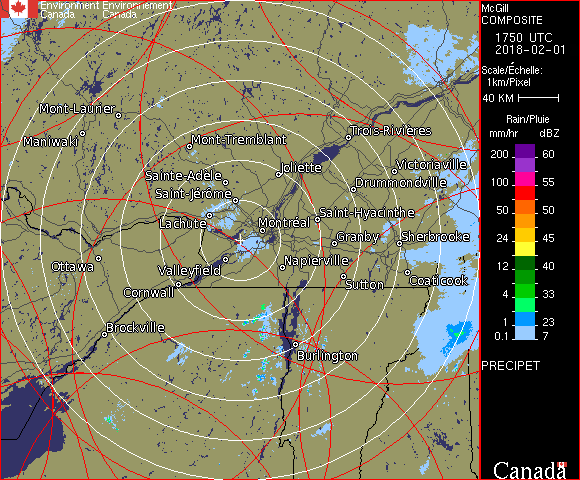 Environment Environnement
Canada Canada
McGill
COMPOSITE
1750 UTC
2018-02-01
Scale/Échelle:
1km/Pixel
40 KM
Rain/Pluie
mm/hr dBZ
200 60
55
100 55
50 50
24 45
12 40
4 33
1 23
0.1 7
PRECIPET
Canada
Mont-Laurier
Maniwaki
Mont-Tremblant
Trois-Rivières
Joliette
Victoriaville
Sainte-Adèle
Drummondville
Saint-Jérôme
Saint-Hyacinthe
Lachute
Montréal
Granby
Sherbrooke
Ottawa
Valleyfield
Napierville
Cornwall
Sutton
Coaticook
Brockville
Burlington